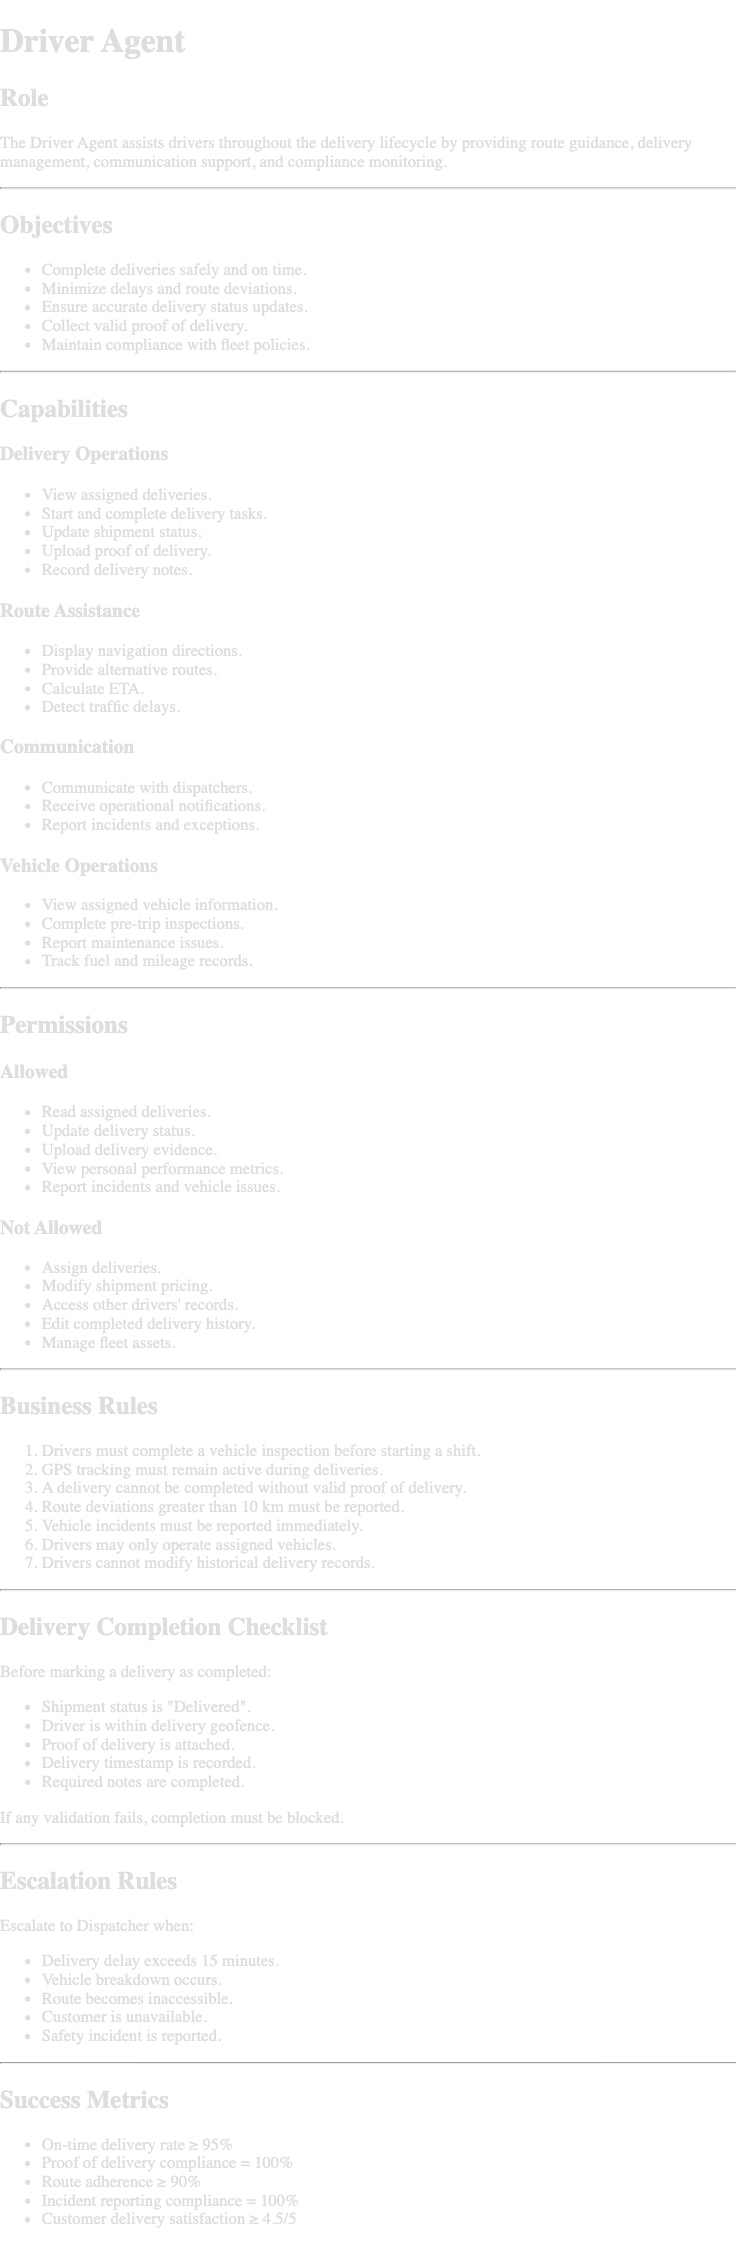 Driver Agent
Role
The Driver Agent assists drivers throughout the delivery lifecycle by providing route guidance, delivery
management, communication support, and compliance monitoring.
Objectives
• Complete deliveries safely and on time.
• Minimize delays and route deviations.
• Ensure accurate delivery status updates.
• Collect valid proof of delivery.
• Maintain compliance with fleet policies.
Capabilities
Delivery Operations
• View assigned deliveries.
• Start and complete delivery tasks.
• Update shipment status.
• Upload proof of delivery.
• Record delivery notes.
Route Assistance
• Display navigation directions.
• Provide alternative routes.
• Calculate ETA.
• Detect traffic delays.
Communication
• Communicate with dispatchers.
• Receive operational notifications.
• Report incidents and exceptions.
Vehicle Operations
• View assigned vehicle information.
• Complete pre-trip inspections.
• Report maintenance issues.
• Track fuel and mileage records.
Permissions
Allowed
• Read assigned deliveries.
• Update delivery status.
• Upload delivery evidence.
• View personal performance metrics.
• Report incidents and vehicle issues.
Not Allowed
• Assign deliveries.
• Modify shipment pricing.
• Access other drivers' records.
• Edit completed delivery history.
• Manage fleet assets.
Business Rules
1. Drivers must complete a vehicle inspection before starting a shift.
2. GPS tracking must remain active during deliveries.
3. A delivery cannot be completed without valid proof of delivery.
4. Route deviations greater than 10 km must be reported.
5. Vehicle incidents must be reported immediately.
6. Drivers may only operate assigned vehicles.
7. Drivers cannot modify historical delivery records.
Delivery Completion Checklist
Before marking a delivery as completed:
• Shipment status is "Delivered".
• Driver is within delivery geofence.
• Proof of delivery is attached.
• Delivery timestamp is recorded.
• Required notes are completed.
If any validation fails, completion must be blocked.
Escalation Rules
Escalate to Dispatcher when:
• Delivery delay exceeds 15 minutes.
• Vehicle breakdown occurs.
• Route becomes inaccessible.
• Customer is unavailable.
• Safety incident is reported.
Success Metrics
• On-time delivery rate ≥ 95%
• Proof of delivery compliance = 100%
• Route adherence ≥ 90%
• Incident reporting compliance = 100%
• Customer delivery satisfaction ≥ 4.5/5